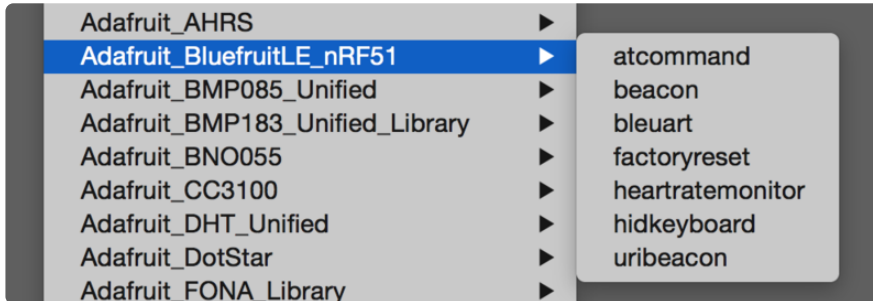 Adafruit_AHRS
Adafruit_BluefruitLE_nRF51
Adafruit_BMP085_Unified
Adafruit_BMP183_Unified_Library
Adafruit_BNO055
Adafruit_CC3100
Adafruit_DHT_Unified
Adafruit_DotStar
Adafruit_FONA_Library
atcommand
beacon
bleuart
factoryreset
heartratemonitor
hidkeyboard
uribeacon